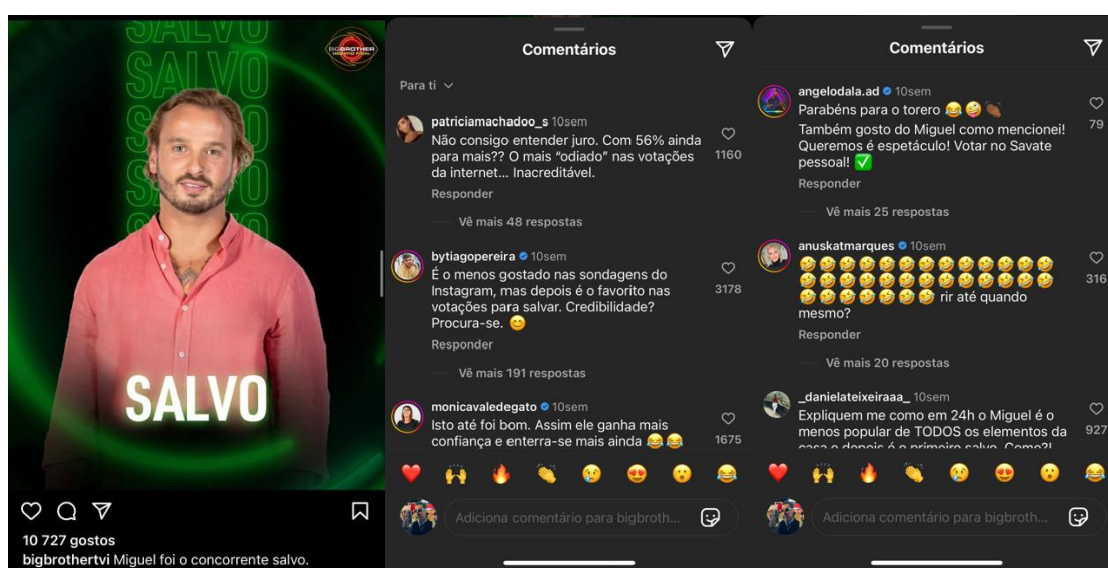 SALVO
SALVO
SALVO
SALVO
SALVO
SALVO
BIG BROTHER
DESAFIO FINAL
SALVO
10 727 gostos
bigbrothertvi Miguel foi o concorrente salvo.
Comentários
Para ti
patriciamachadoo_s 10sem
Não consigo entender juro. Com 56% ainda
para mais?? O mais “odiado” nas votações
da internet... Inacreditável.
1160
Responder
Vê mais 48 respostas
bytiagopereira 10sem
É o menos gostado nas sondagens do
Instagram, mas depois é o favorito nas
votações para salvar. Credibilidade?
Procura-se. 😊
3178
Responder
Vê mais 191 respostas
monicavaledegato 10sem
Isto até foi bom. Assim ele ganha mais
confiança e enterra-se mais ainda 😂😂
1675
❤️ 🙌 🔥 👏 😢 😍 😮 😂
Adiciona comentário para bigbroth...
Comentários
angelodala.ad 10sem
Parabéns para o torero 😂🤪👏🏾
Também gosto do Miguel como mencionei!
Queremos é espetáculo! Votar no Savate
pessoal! ✅
79
Responder
Vê mais 25 respostas
anuskatmarques 10sem
🤣🤣🤣🤣🤣🤣🤣🤣🤣🤣🤣🤣
🤣🤣🤣🤣🤣🤣🤣🤣🤣🤣🤣🤣
🤣🤣🤣🤣🤣🤣🤣 rir até quando
mesmo?
316
Responder
Vê mais 20 respostas
_danielateixeiraaa_ 10sem
Expliquem me como em 24h o Miguel é o
menos popular de TODOS os elementos da
casa e depois é o primeiro salvo. Como?!
927
❤️ 🙌 🔥 👏 😢 😍 😮 😂
Adiciona comentário para bigbroth...